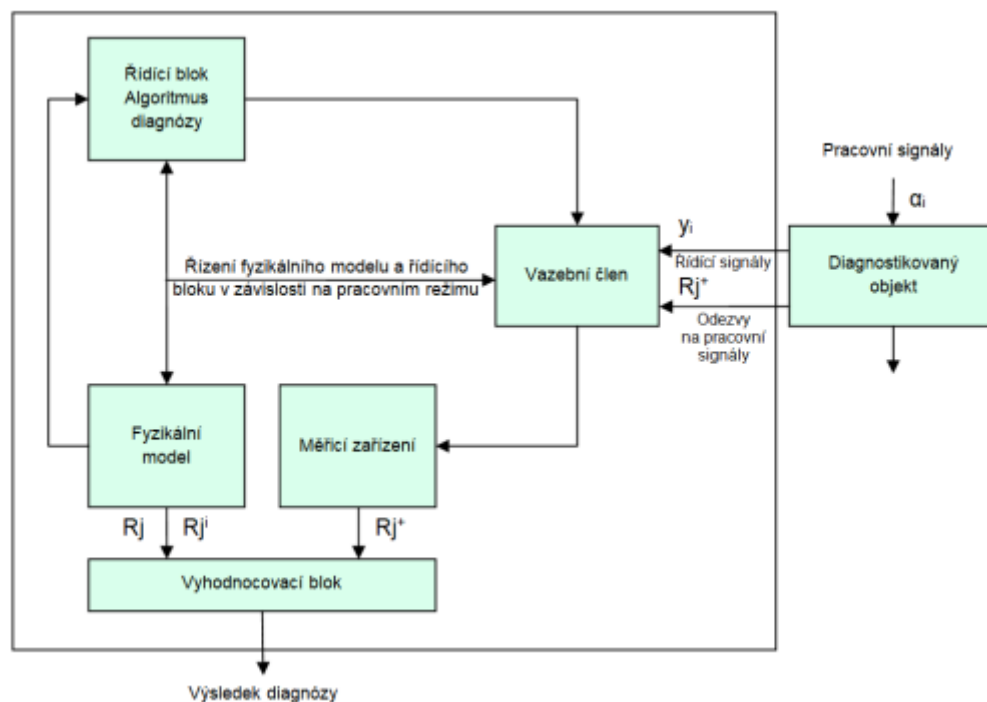 Řídící blok
Algoritmus
diagnózy
Pracovní signály
αᵢ
yᵢ
Řídící signály
Rj⁺
Odezvy
na pracovní
signály
Vazební člen
Diagnostikovaný
objekt
Řízení fyzikálního modelu a řídícího
bloku v závislosti na pracovním režimu
Fyzikální
model
Měřicí zařízení
Rj Rjⁱ
Rj⁺
Vyhodnocovací blok
Výsledek diagnózy